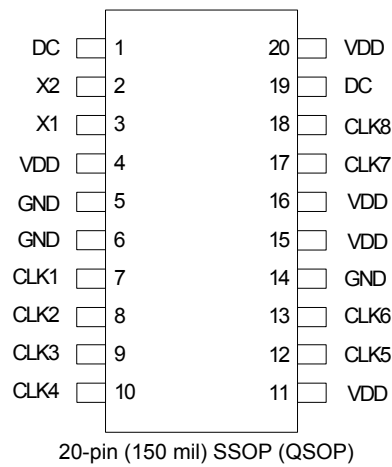 DC 1 20 VDD
X2 2 19 DC
X1 3 18 CLK8
VDD 4 17 CLK7
GND 5 16 VDD
GND 6 15 VDD
CLK1 7 14 GND
CLK2 8 13 CLK6
CLK3 9 12 CLK5
CLK4 10 11 VDD
20-pin (150 mil) SSOP (QSOP)